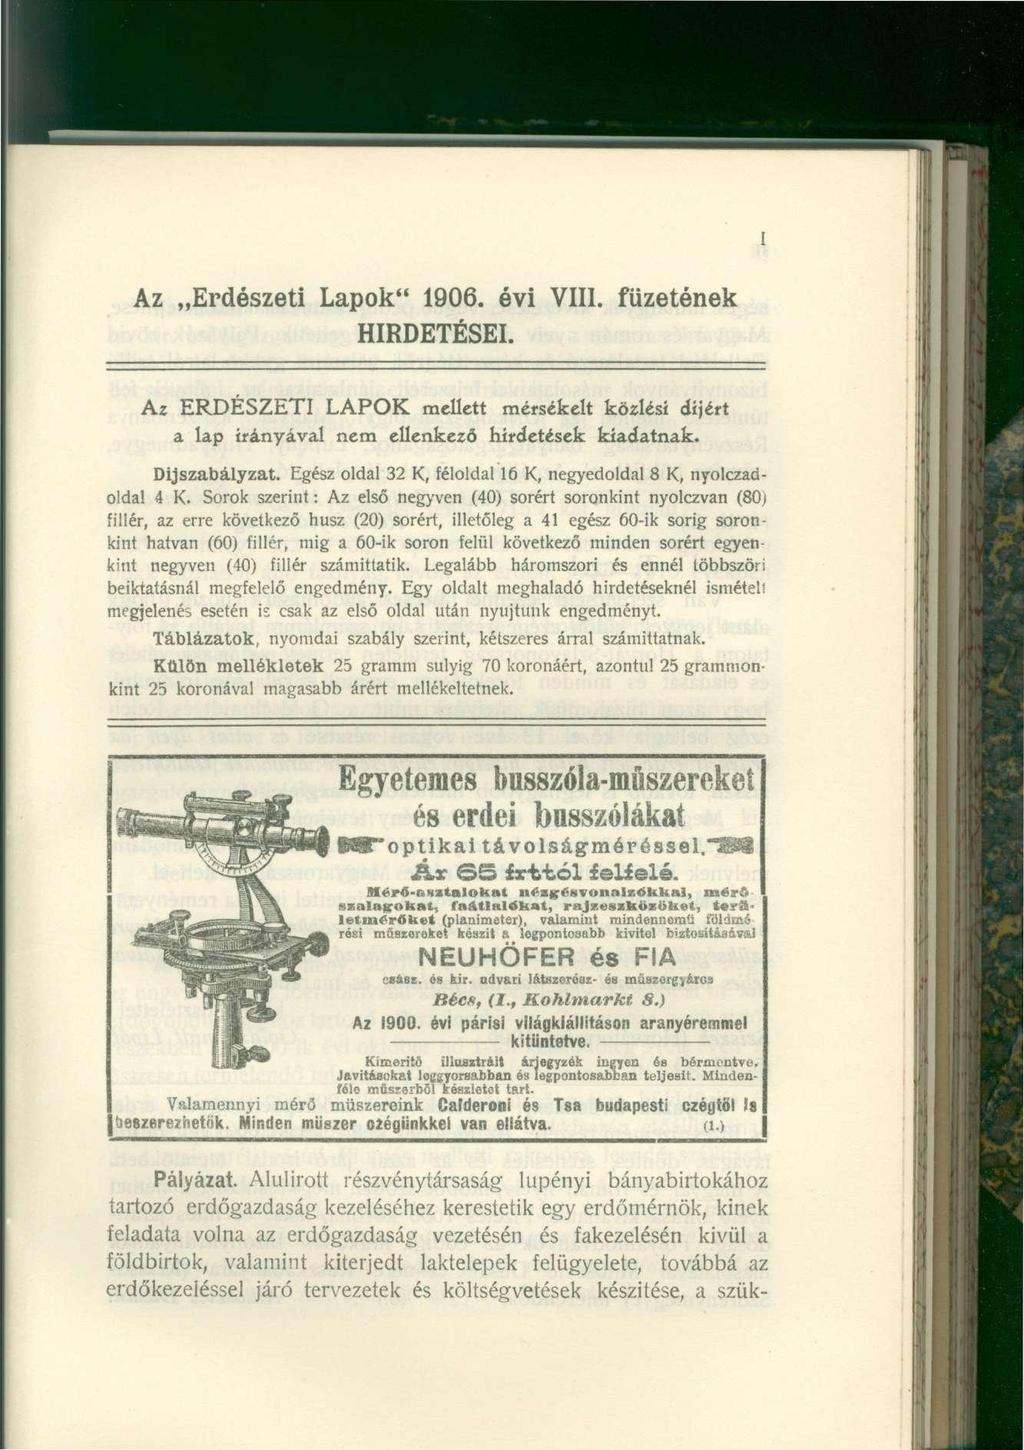 I
Az „Erdészeti Lapok" 1906. évi VIII. füzetének
HIRDETÉSEI.
Az ERDÉSZETI LAPOK mellett mérsékelt közlési díjért
a lap irányával nem ellenkező hirdetések kiadatnak.
Dijszabályzat. Egész oldal 32 K, féloldal 16 K, negyedoldal 8 K, nyolczad-
oldal 4 K. Sorok szerint: Az első negyven (40) sorért soronkint nyolczvan (80)
fillér, az erre következő husz (20) sorért, illetőleg a 41 egész 60-ik sorig soron-
kint hatvan (60) fillér, mig a 60-ik soron felül következő minden sorért egyen-
kint negyven (40) fillér számittatik. Legalább háromszori és ennél többszöri
beiktatásnál megfelelő engedmény. Egy oldalt meghaladó hirdetéseknél ismételt
megjelenés esetén is csak az első oldal után nyujtunk engedményt.
Táblázatok, nyomdai szabály szerint, kétszeres árral számittatnak.
Külön mellékletek 25 gramm sulyig 70 koronáért, azontul 25 grammon-
kint 25 koronával magasabb árért mellékeltetnek.
Egyetemes busszóla-műszereket
és erdei busszólákat
optikai távolságméréssel.
Ár 65 frttól felfelé.
Mérő-asztalokat nézgésvonalzókkal, mérő-
szalagokat, faátlalókat, rajzeszközöket, terü-
letmérőket (planimeter), valamint mindennemű földmé-
rési műszereket készit a legpontosabb kivitel biztositásával
NEUHÖFER és FIA
csász. és kir. udvari látszerész- és műszergyáros
Bécs, (I., Kohlmarkt 8.)
Az 1900. évi párisi világkiállitáson aranyéremmel
kitüntetve.
Kimeritő illusztrált árjegyzék ingyen és bérmentve.
Javitásokat leggyorsabban és legpontosabban teljesit. Minden-
féle műszerből készletet tart.
Valamennyi mérő müszereink Calderoni és Tsa budapesti czégtől is
beszerezhetők. Minden müszer czégünkkel van ellátva. (1.)
Pályázat. Alulirott részvénytársaság lupényi bányabirtokához
tartozó erdőgazdaság kezeléséhez kerestetik egy erdőmérnök, kinek
feladata volna az erdőgazdaság vezetésén és fakezelésén kivül a
földbirtok, valamint kiterjedt laktelepek felügyelete, továbbá az
erdőkezeléssel járó tervezetek és költségvetések készitése, a szük-